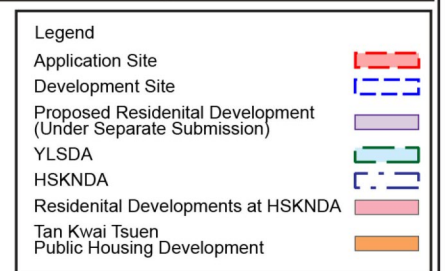 Legend
Application Site
Development Site
Proposed Residenital Development
(Under Separate Submission)
YLSDA
HSKNDA
Residenital Developments at HSKNDA
Tan Kwai Tsuen
Public Housing Development